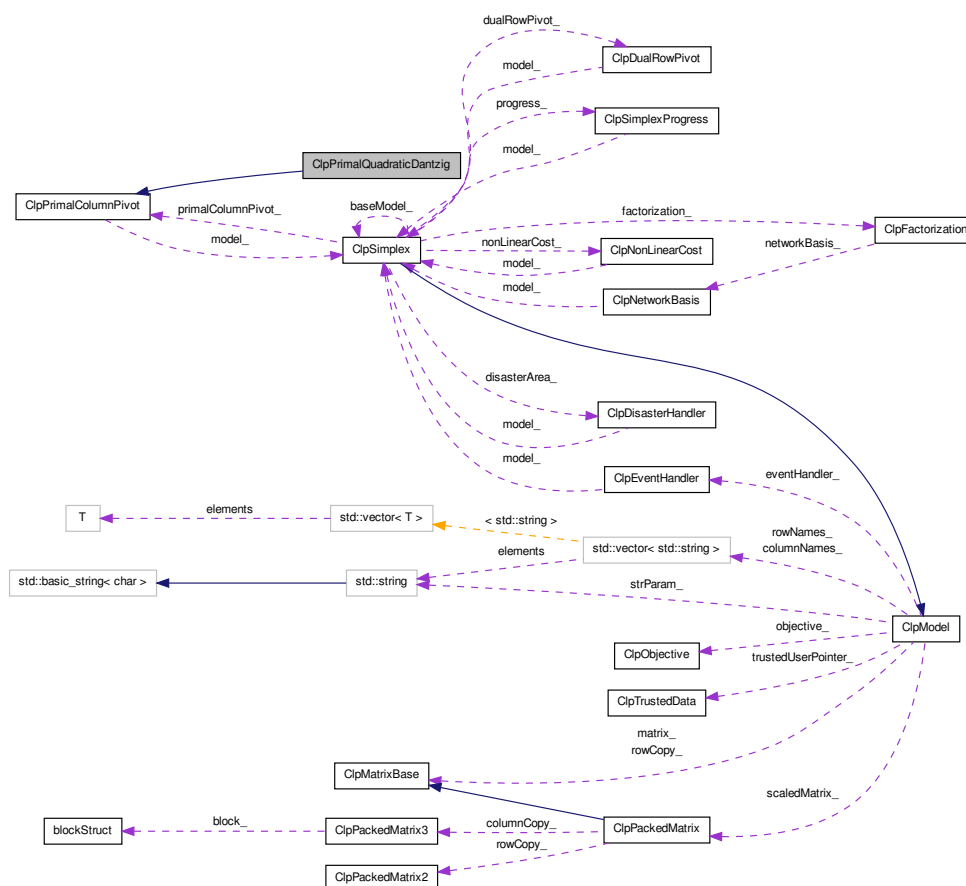 dualRowPivot_
ClpDualRowPivot
model_
progress_
ClpSimplexProgress
model_
ClpPrimalQuadraticDantzig
ClpPrimalColumnPivot
primalColumnPivot_
model_
baseModel_
ClpSimplex
factorization_
ClpFactorization
nonLinearCost_
ClpNonLinearCost
model_
networkBasis_
model_
ClpNetworkBasis
disasterArea_
ClpDisasterHandler
model_
model_
ClpEventHandler
eventHandler_
T
elements
std::vector< T >
< std::string >
std::vector< std::string >
rowNames_
columnNames_
elements
std::basic_string< char >
std::string
strParam_
ClpModel
objective_
ClpObjective
trustedUserPointer_
ClpTrustedData
matrix_
rowCopy_
ClpMatrixBase
scaledMatrix_
ClpPackedMatrix
blockStruct
block_
ClpPackedMatrix3
columnCopy_
rowCopy_
ClpPackedMatrix2